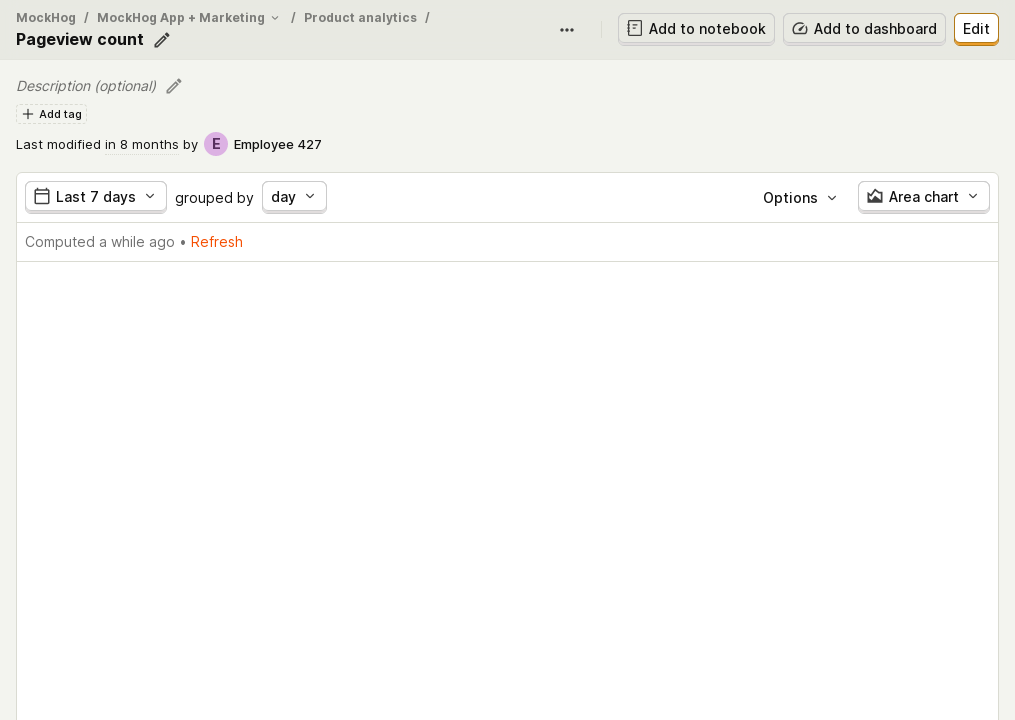 MockHog / MockHog App + Marketing / Product analytics /
Pageview count
Add to notebook
Add to dashboard
Edit
Description (optional)
Add tag
Last modified in 8 months by E Employee 427
Last 7 days grouped by day
Options
Area chart
Computed a while ago • Refresh